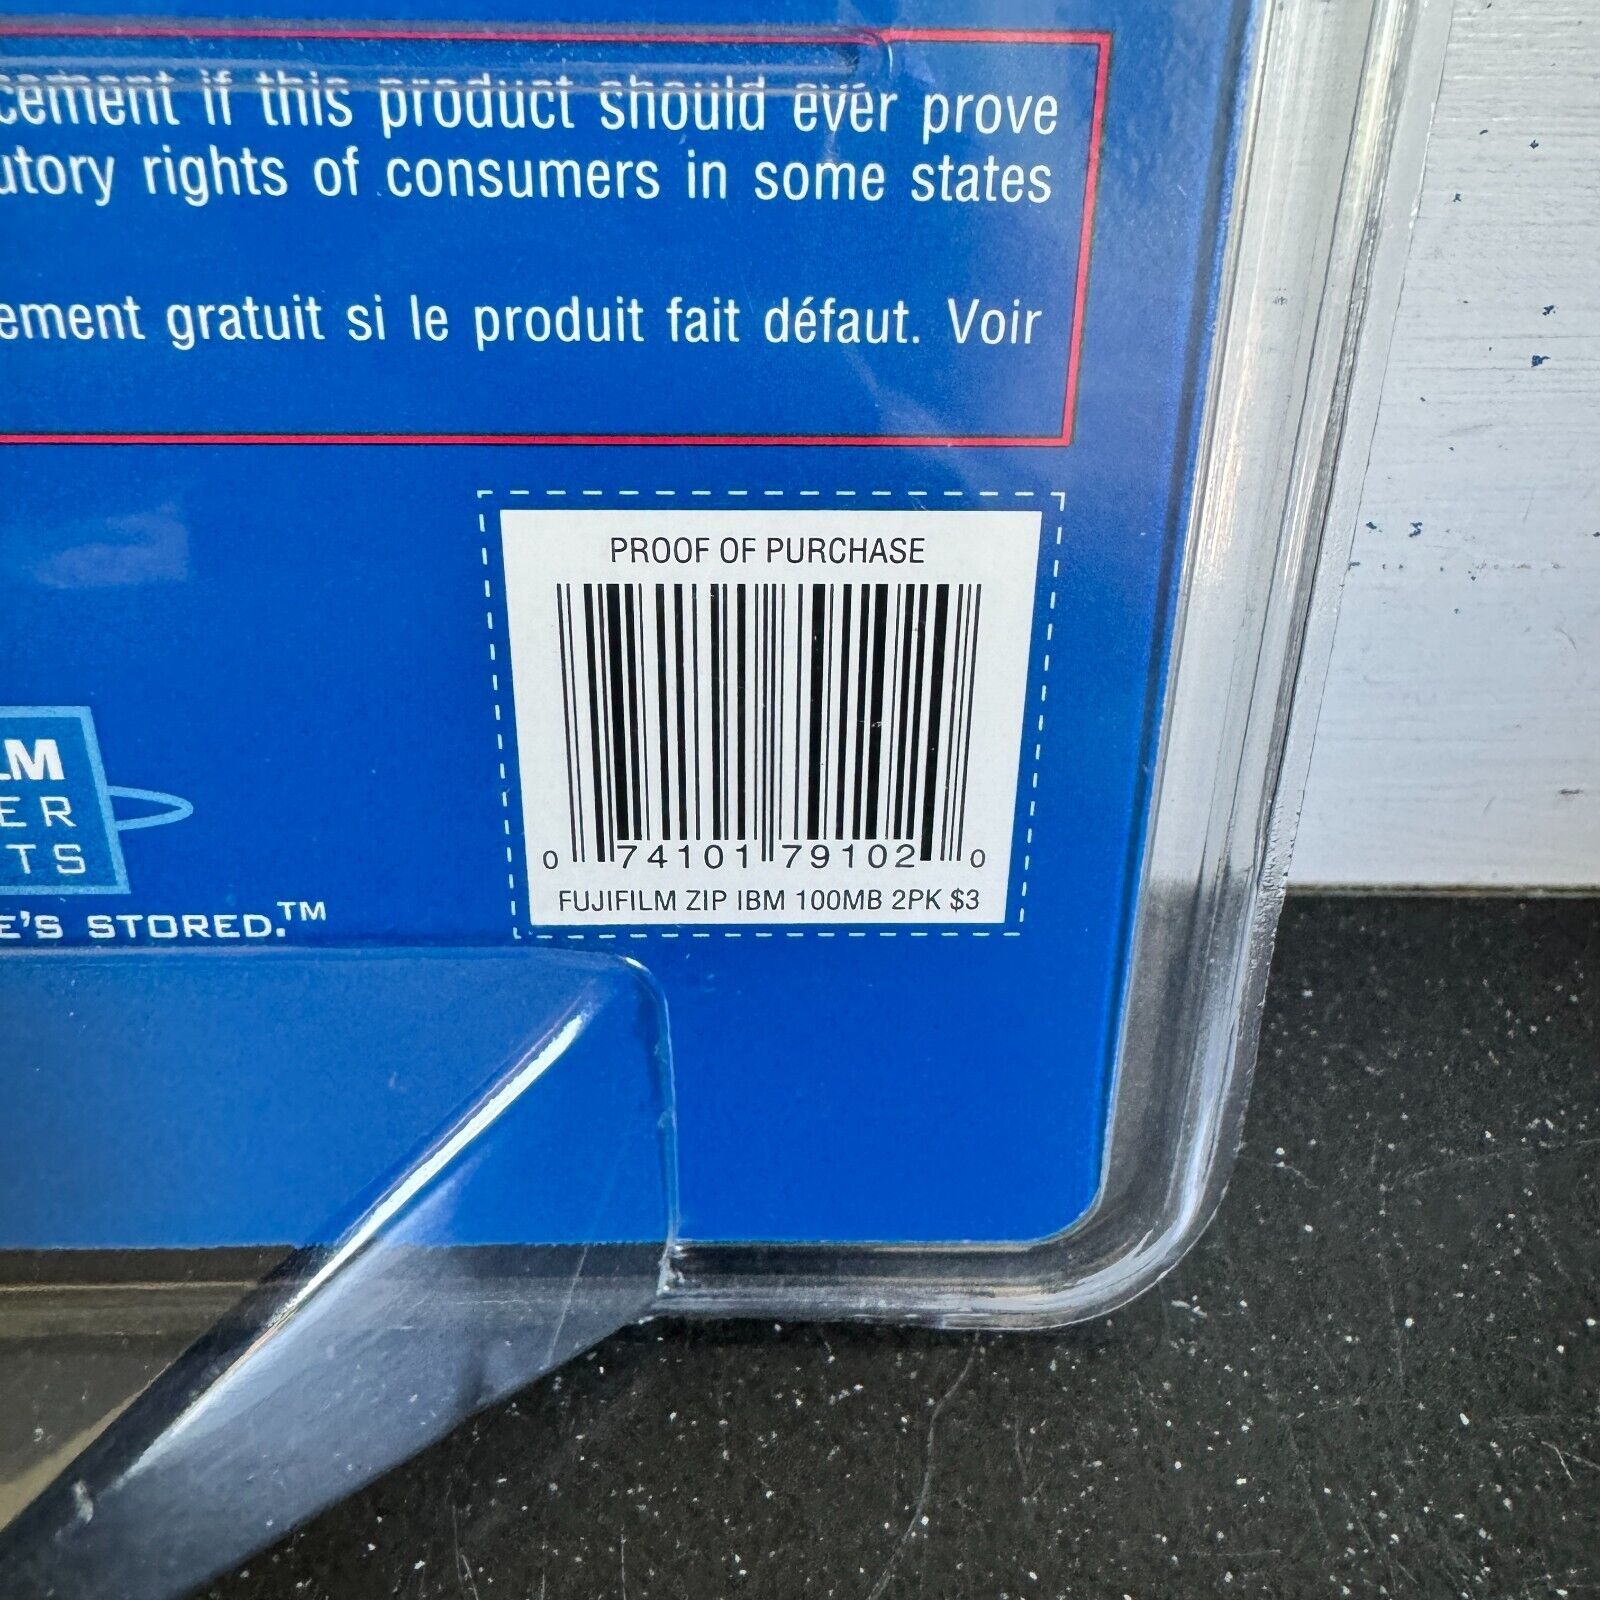 cement if this product should ever prove
utory rights of consumers in some states
ement gratuit si le produit fait défaut. Voir
PROOF OF PURCHASE
0 74101 79102 0
FUJIFILM ZIP IBM 100MB 2PK $3
LM
ER
TS
E'S STORED.™